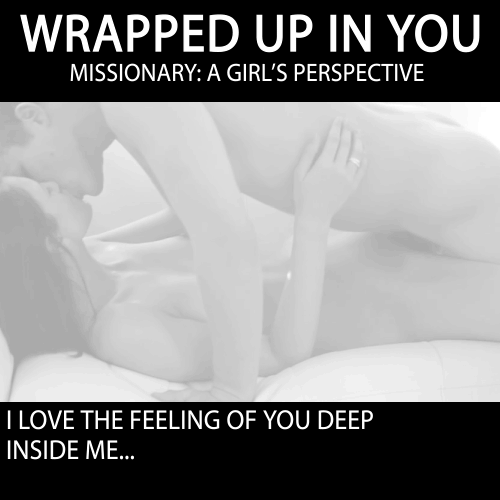 WRAPPED UP IN YOU
MISSIONARY: A GIRL'S PERSPECTIVE
I LOVE THE FEELING OF YOU DEEP
INSIDE ME...